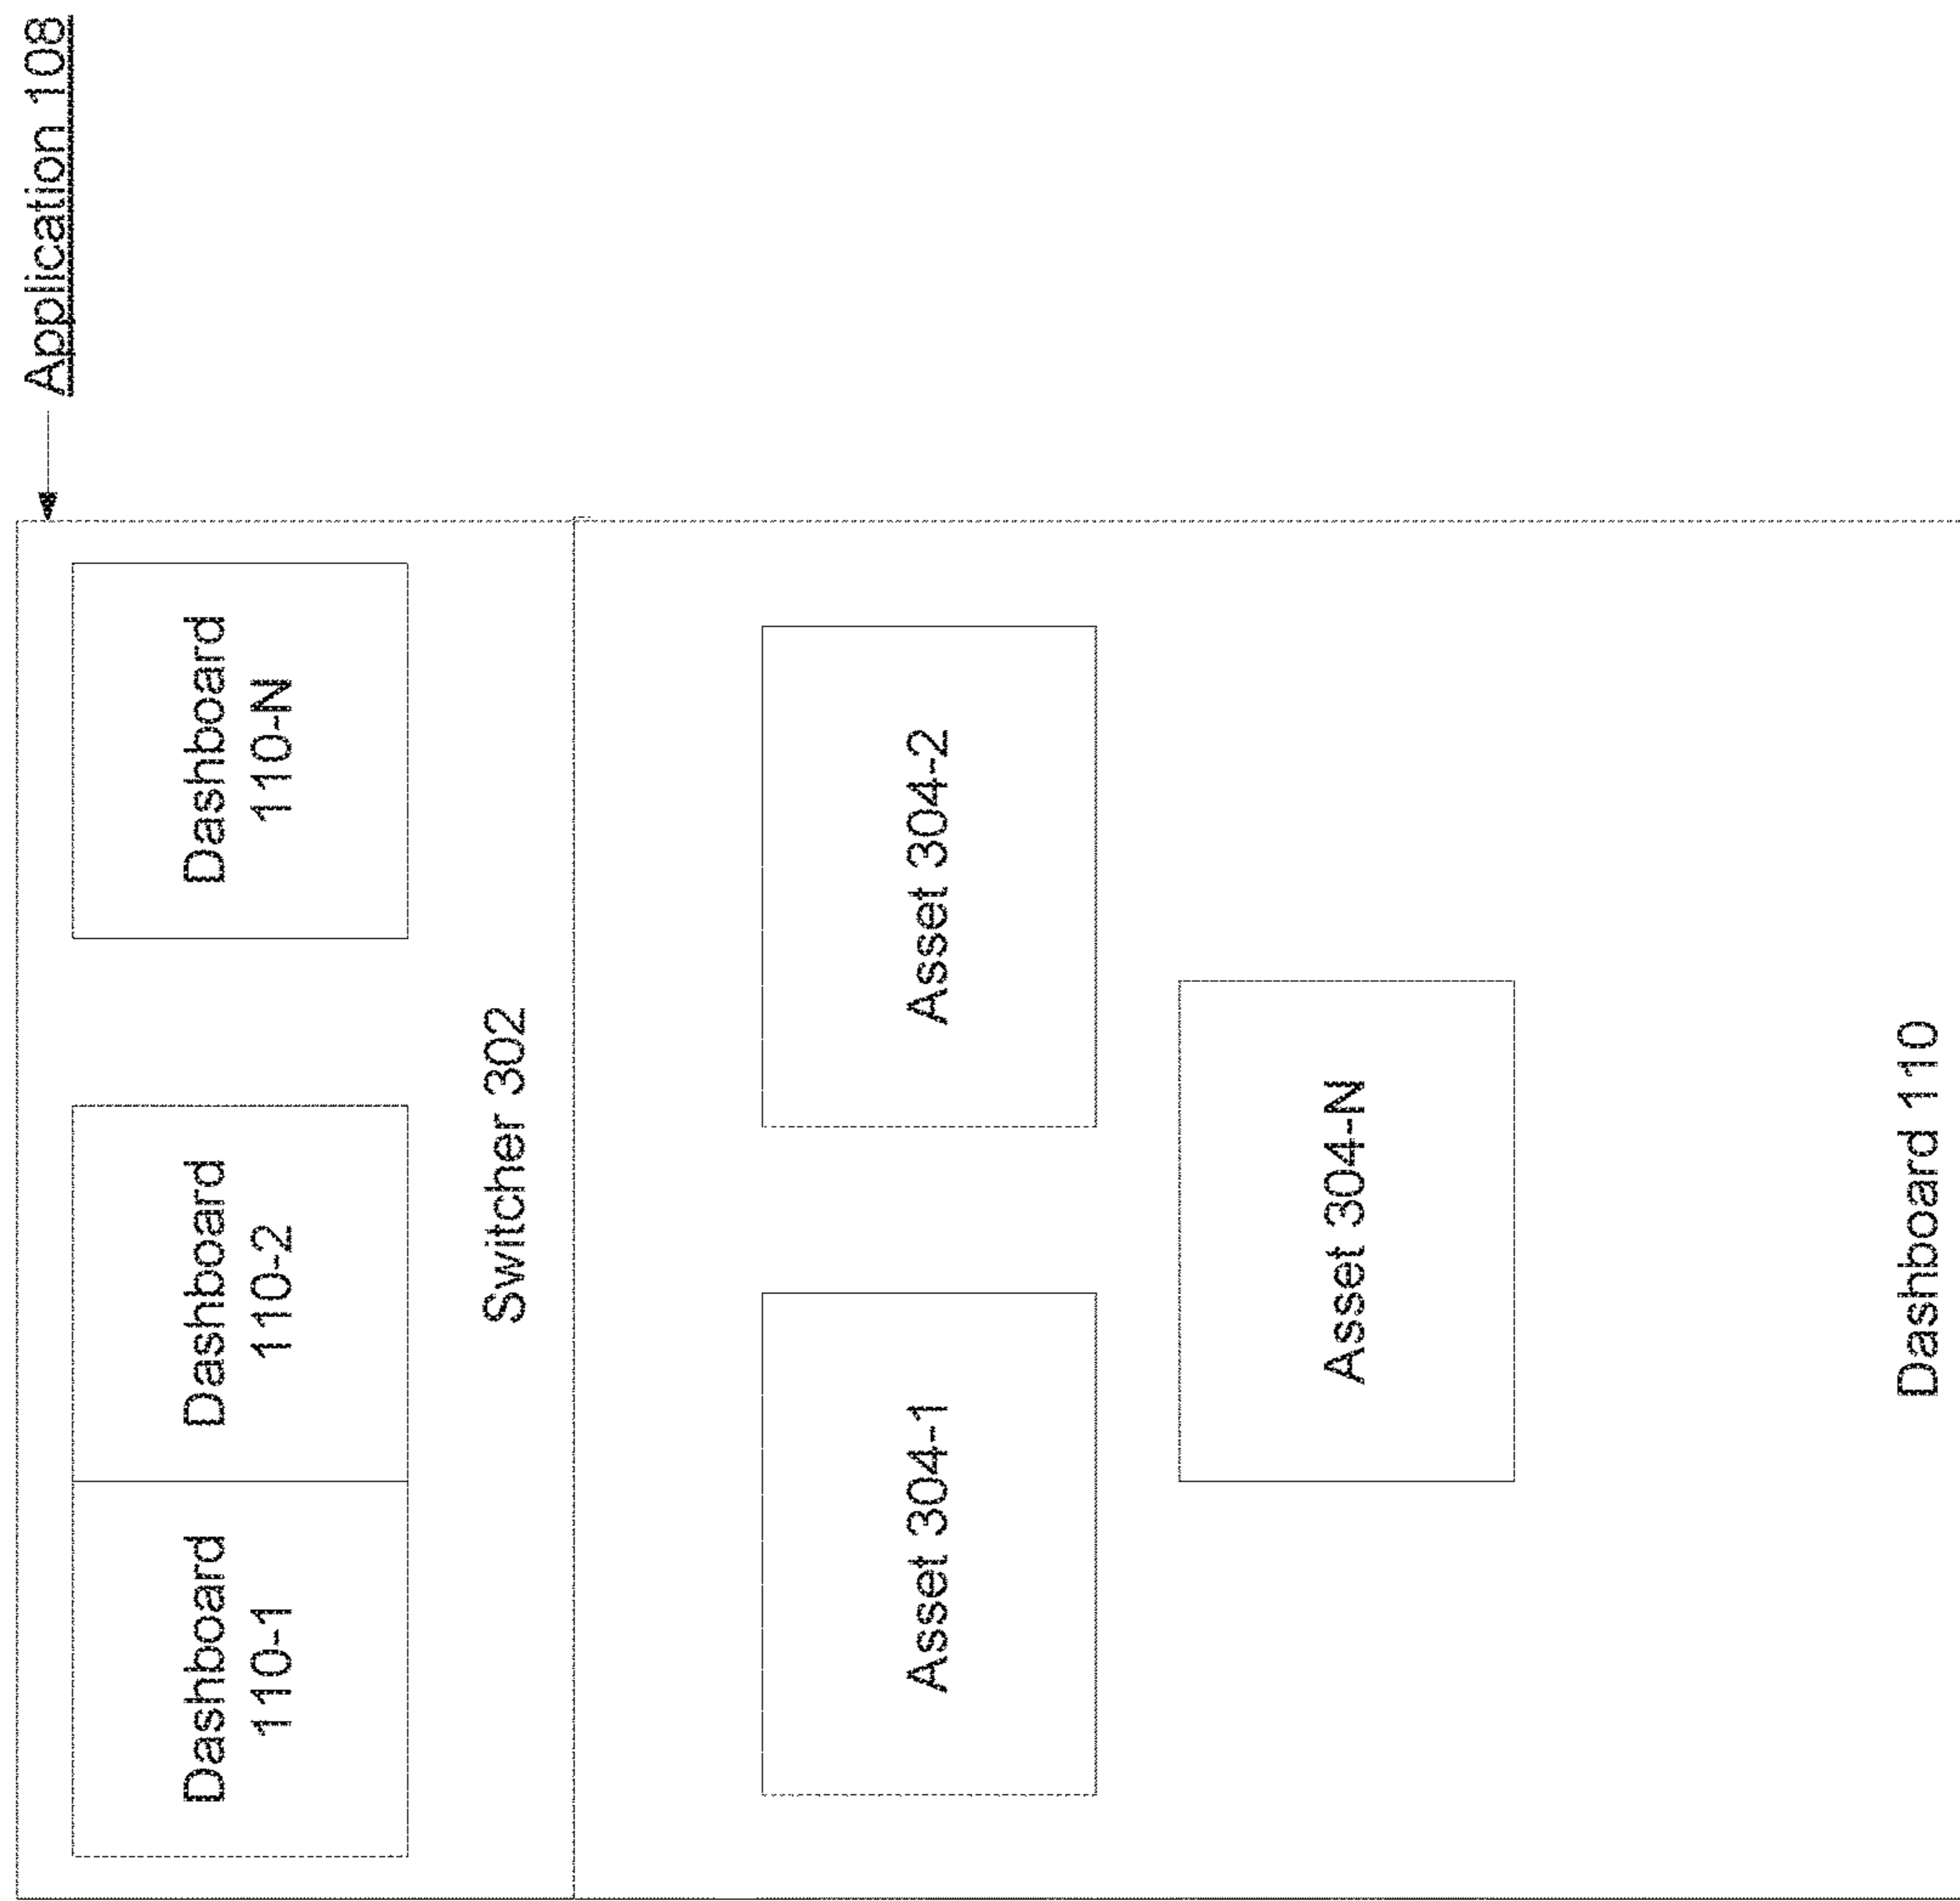 Application 108
Dashboard
110-1
Dashboard
110-2
Dashboard
110-N
Switcher 302
Asset 304-1
Asset 304-2
Asset 304-N
Dashboard 110